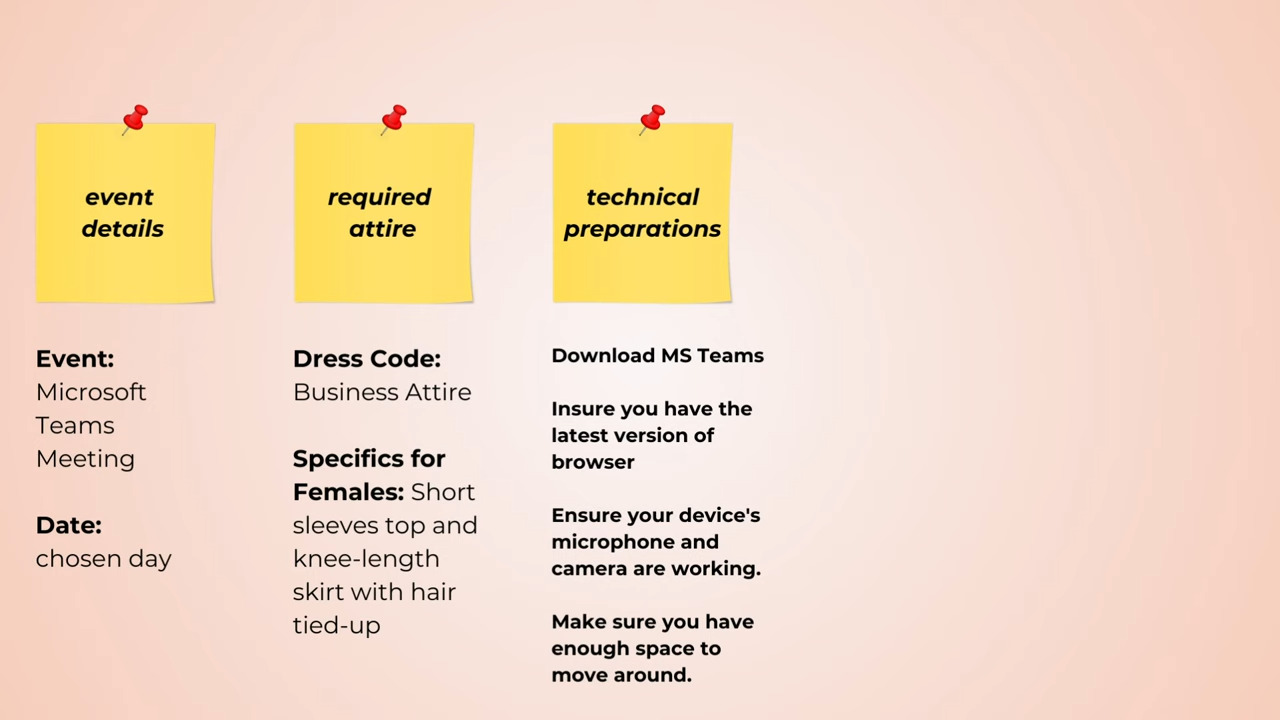 event
details
required
attire
technical
preparations
Event:
Microsoft
Teams
Meeting
Date:
chosen day
Dress Code:
Business Attire
Specifics for
Females: Short
sleeves top and
knee-length
skirt with hair
tied-up
Download MS Teams
Insure you have the
latest version of
browser
Ensure your device's
microphone and
camera are working.
Make sure you have
enough space to
move around.